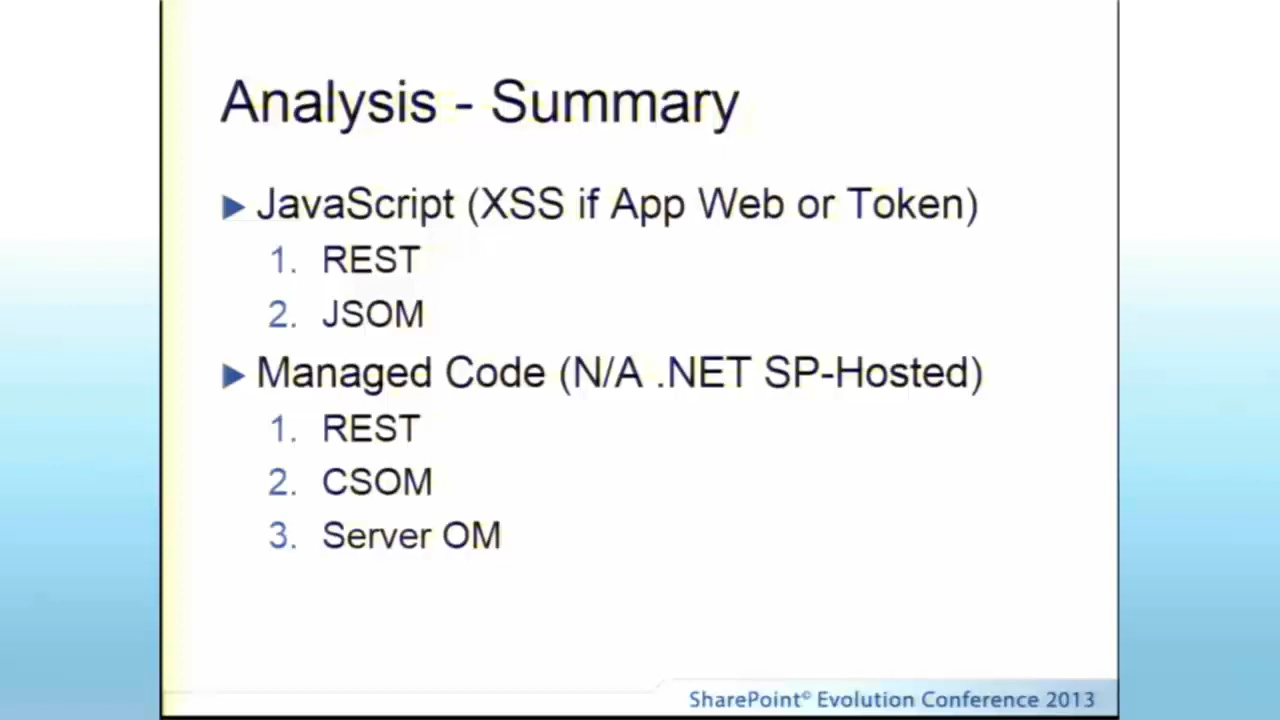 Analysis - Summary
JavaScript (XSS if App Web or Token)
1. REST
2. JSOM
Managed Code (N/A .NET SP-Hosted)
1. REST
2. CSOM
3. Server OM
SharePoint© Evolution Conference 2013